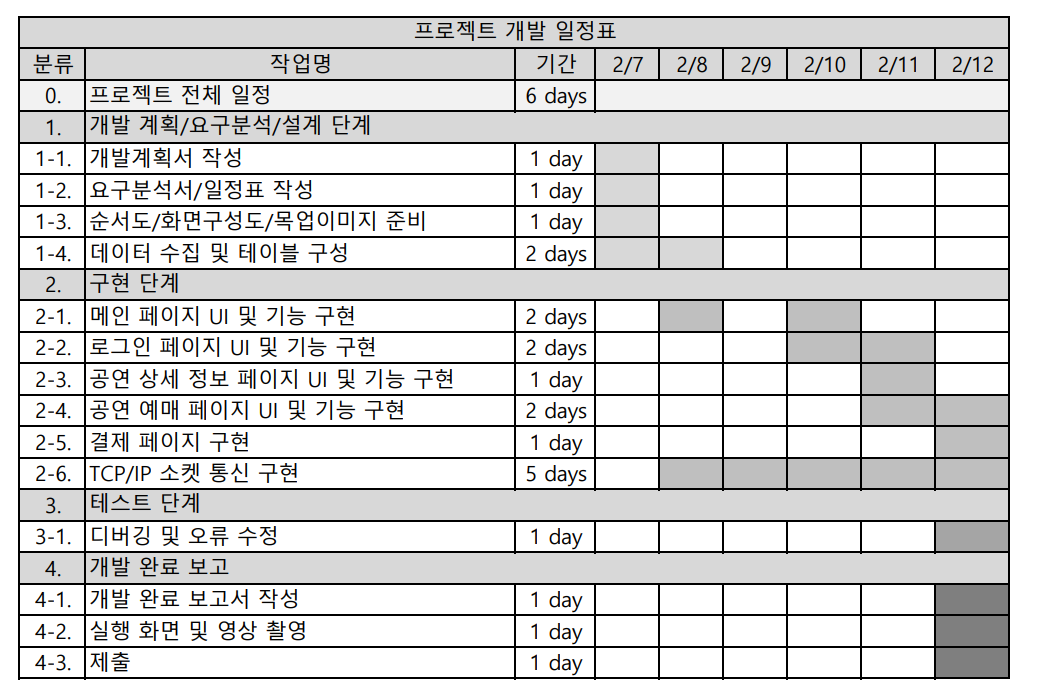 프로젝트 개발 일정표
분류 작업명 기간 2/7 2/8 2/9 2/10 2/11 2/12
0. 프로젝트 전체 일정 6 days
1. 개발 계획/요구분석/설계 단계
1-1. 개발계획서 작성 1 day
1-2. 요구분석서/일정표 작성 1 day
1-3. 순서도/화면구성도/목업이미지 준비 1 day
1-4. 데이터 수집 및 테이블 구성 2 days
2. 구현 단계
2-1. 메인 페이지 UI 및 기능 구현 2 days
2-2. 로그인 페이지 UI 및 기능 구현 2 days
2-3. 공연 상세 정보 페이지 UI 및 기능 구현 1 day
2-4. 공연 예매 페이지 UI 및 기능 구현 2 days
2-5. 결제 페이지 구현 1 day
2-6. TCP/IP 소켓 통신 구현 5 days
3. 테스트 단계
3-1. 디버깅 및 오류 수정 1 day
4. 개발 완료 보고
4-1. 개발 완료 보고서 작성 1 day
4-2. 실행 화면 및 영상 촬영 1 day
4-3. 제출 1 day